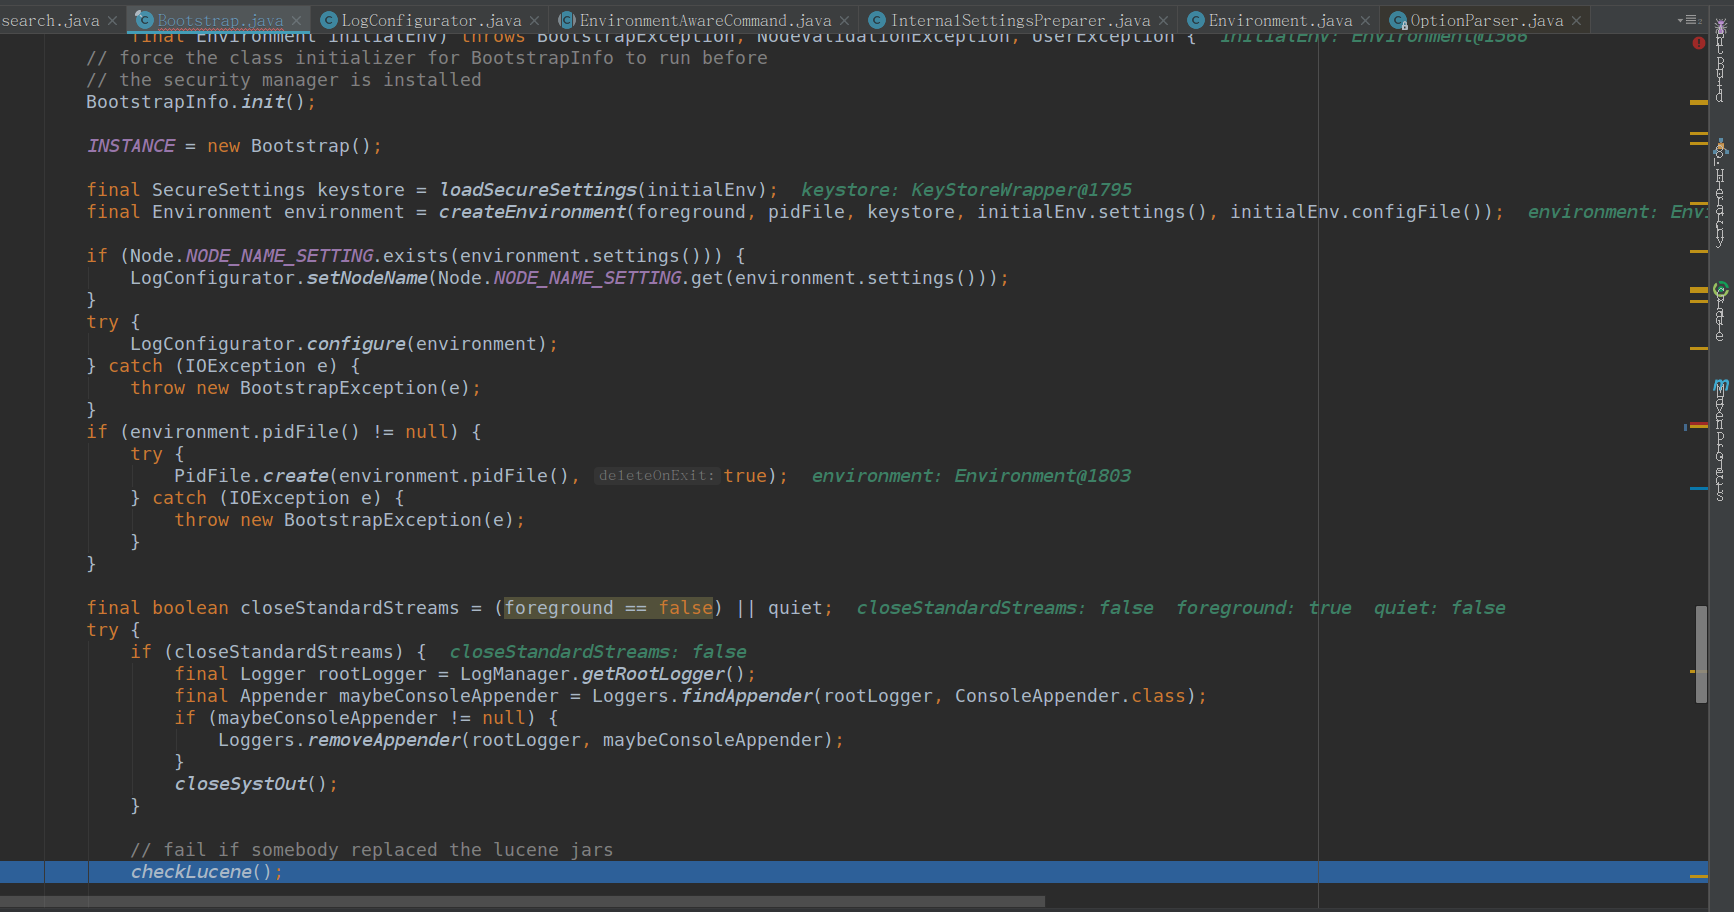 search.java
Bootstrap.java
LogConfigurator.java
EnvironmentAwareCommand.java
InternalSettingsPreparer.java
Environment.java
OptionParser.java
final Environment initialEnv) throws BootstrapException, NodeValidationException, UserException { initialEnv: Environment@1566
// force the class initializer for BootstrapInfo to run before
// the security manager is installed
BootstrapInfo.init();
INSTANCE = new Bootstrap();
final SecureSettings keystore = loadSecureSettings(initialEnv); keystore: KeyStoreWrapper@1795
final Environment environment = createEnvironment(foreground, pidFile, keystore, initialEnv.settings(), initialEnv.configFile()); environment: Env
if (Node.NODE_NAME_SETTING.exists(environment.settings())) {
LogConfigurator.setNodeName(Node.NODE_NAME_SETTING.get(environment.settings()));
}
try {
LogConfigurator.configure(environment);
} catch (IOException e) {
throw new BootstrapException(e);
}
if (environment.pidFile() != null) {
try {
PidFile.create(environment.pidFile(), deleteOnExit: true); environment: Environment@1803
} catch (IOException e) {
throw new BootstrapException(e);
}
}
final boolean closeStandardStreams = (foreground == false) || quiet; closeStandardStreams: false foreground: true quiet: false
try {
if (closeStandardStreams) { closeStandardStreams: false
final Logger rootLogger = LogManager.getRootLogger();
final Appender maybeConsoleAppender = Loggers.findAppender(rootLogger, ConsoleAppender.class);
if (maybeConsoleAppender != null) {
Loggers.removeAppender(rootLogger, maybeConsoleAppender);
}
closeSystOut();
}
// fail if somebody replaced the lucene jars
checkLucene();
Ant Build
Hierarchy
Maven Projects